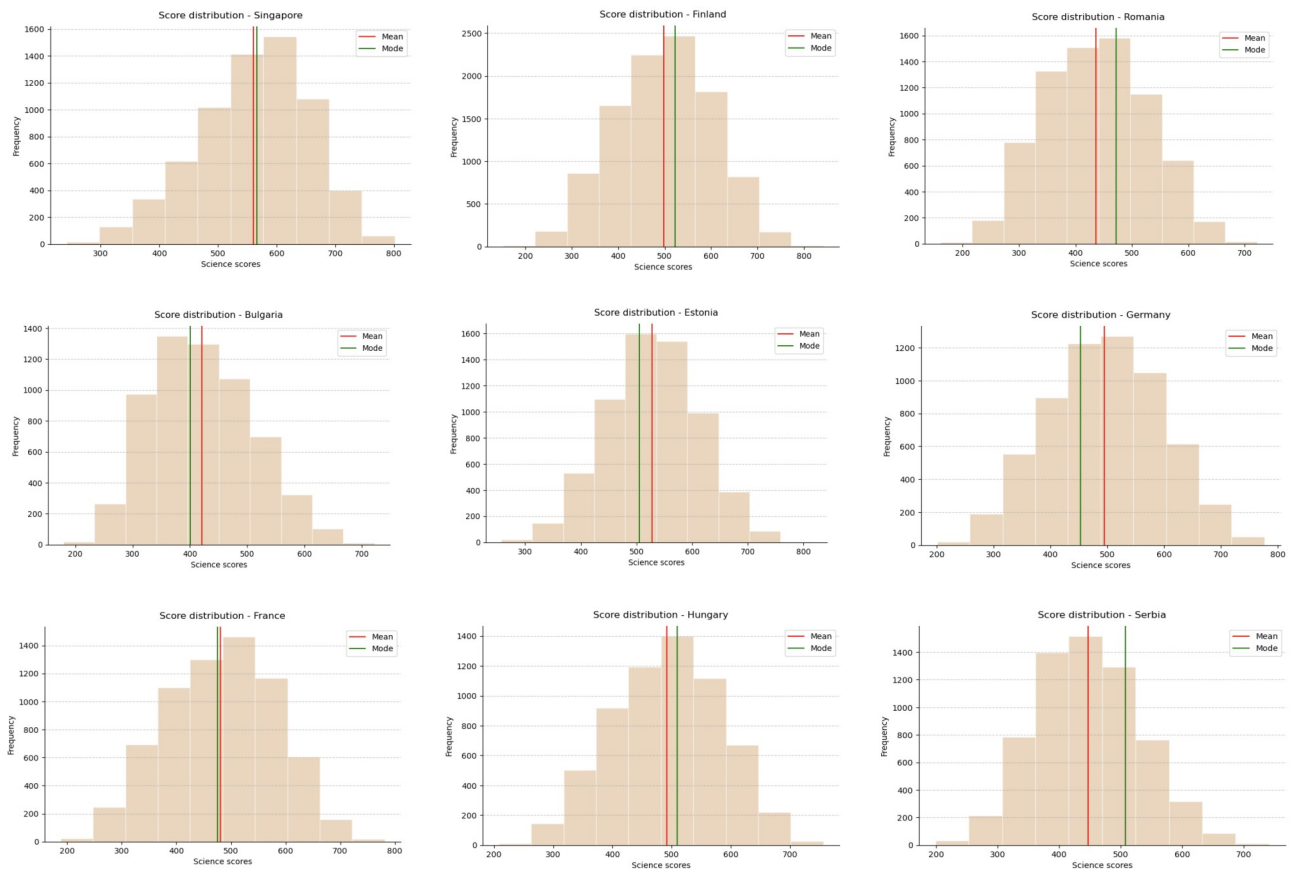 Score distribution - Singapore
1600
1400
1200
1000
800
600
400
200
0
Frequency
300
400
500
600
700
800
Science scores
Mean
Mode
Score distribution - Finland
2500
2000
1500
1000
500
0
Frequency
200
300
400
500
600
700
800
Science scores
Mean
Mode
Score distribution - Romania
1600
1400
1200
1000
800
600
400
200
0
Frequency
200
300
400
500
600
700
Science scores
Mean
Mode
Score distribution - Bulgaria
1400
1200
1000
800
600
400
200
0
Frequency
200
300
400
500
600
700
Science scores
Mean
Mode
Score distribution - Estonia
1600
1400
1200
1000
800
600
400
200
0
Frequency
300
400
500
600
700
800
Science scores
Mean
Mode
Score distribution - Germany
1200
1000
800
600
400
200
0
Frequency
200
300
400
500
600
700
800
Science scores
Mean
Mode
Score distribution - France
1400
1200
1000
800
600
400
200
0
Frequency
200
300
400
500
600
700
800
Science scores
Mean
Mode
Score distribution - Hungary
1400
1200
1000
800
600
400
200
0
Frequency
200
300
400
500
600
700
Science scores
Mean
Mode
Score distribution - Serbia
1400
1200
1000
800
600
400
200
0
Frequency
200
300
400
500
600
700
Science scores
Mean
Mode